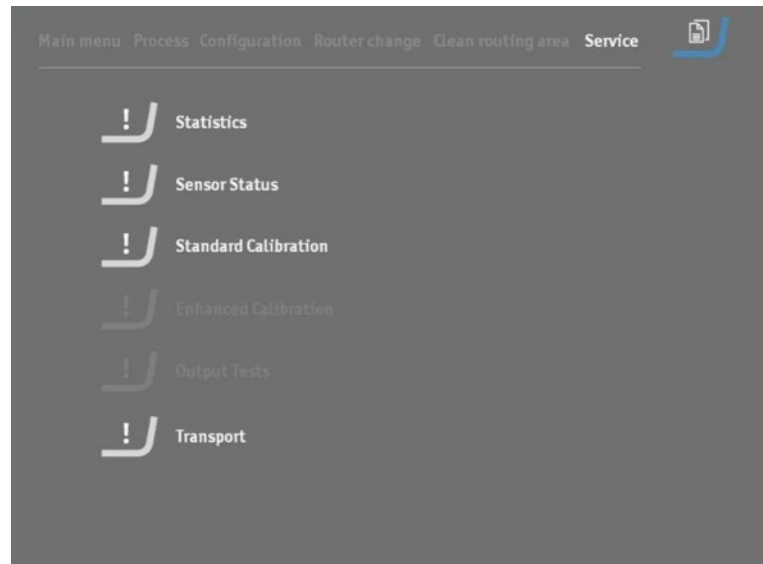 Main menu Process Configuration Router change Clean routing area Service
! Statistics
! Sensor Status
! Standard Calibration
! Enhanced Calibration
! Output Tests
! Transport